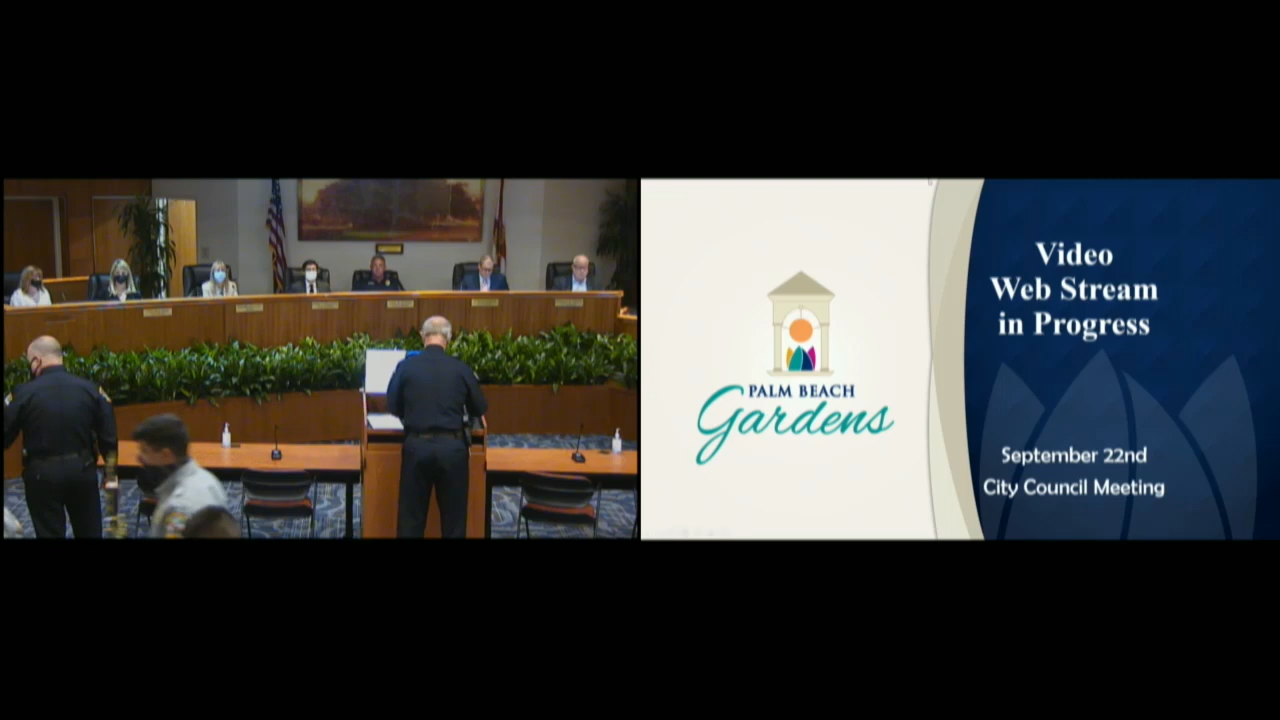 PALM BEACH
Gardens
Video
Web Stream
in Progress
September 22nd
City Council Meeting